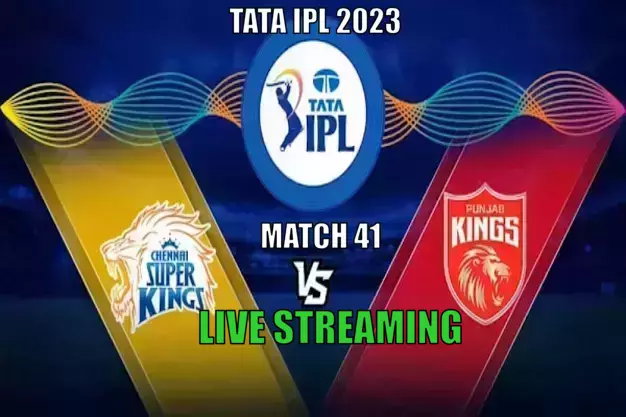 TATA IPL 2023
TATA
IPL
MATCH 41
VS
CHENNAI
SUPER
KINGS
PUNJAB
KINGS
LIVE STREAMING